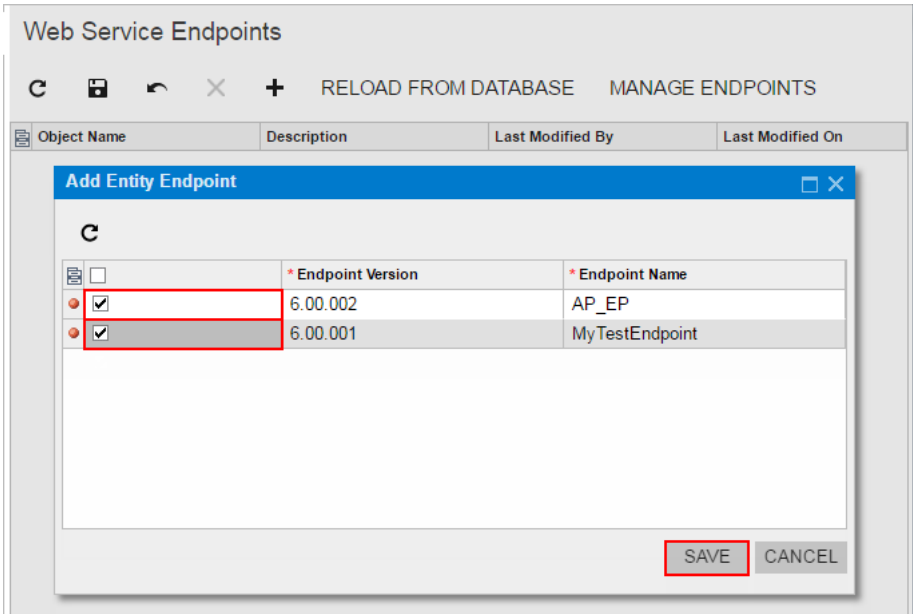 Web Service Endpoints
RELOAD FROM DATABASE MANAGE ENDPOINTS
Object Name Description Last Modified By Last Modified On
Add Entity Endpoint
* Endpoint Version * Endpoint Name
6.00.002 AP_EP
6.00.001 MyTestEndpoint
SAVE CANCEL